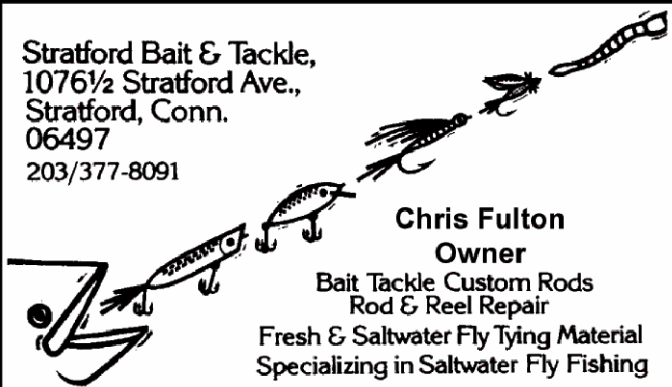 Stratford Bait & Tackle,
1076½ Stratford Ave.,
Stratford, Conn.
06497
203/377-8091
Chris Fulton
Owner
Bait Tackle Custom Rods
Rod & Reel Repair
Fresh & Saltwater Fly Tying Material
Specializing in Saltwater Fly Fishing